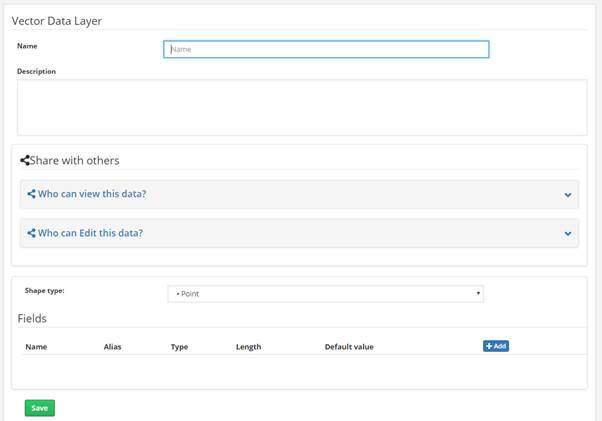 Vector Data Layer
Name
Name
Description
Share with others
Who can view this data?
Who can Edit this data?
Shape type:
• Point
Fields
Name Alias Type Length Default value + Add
Save